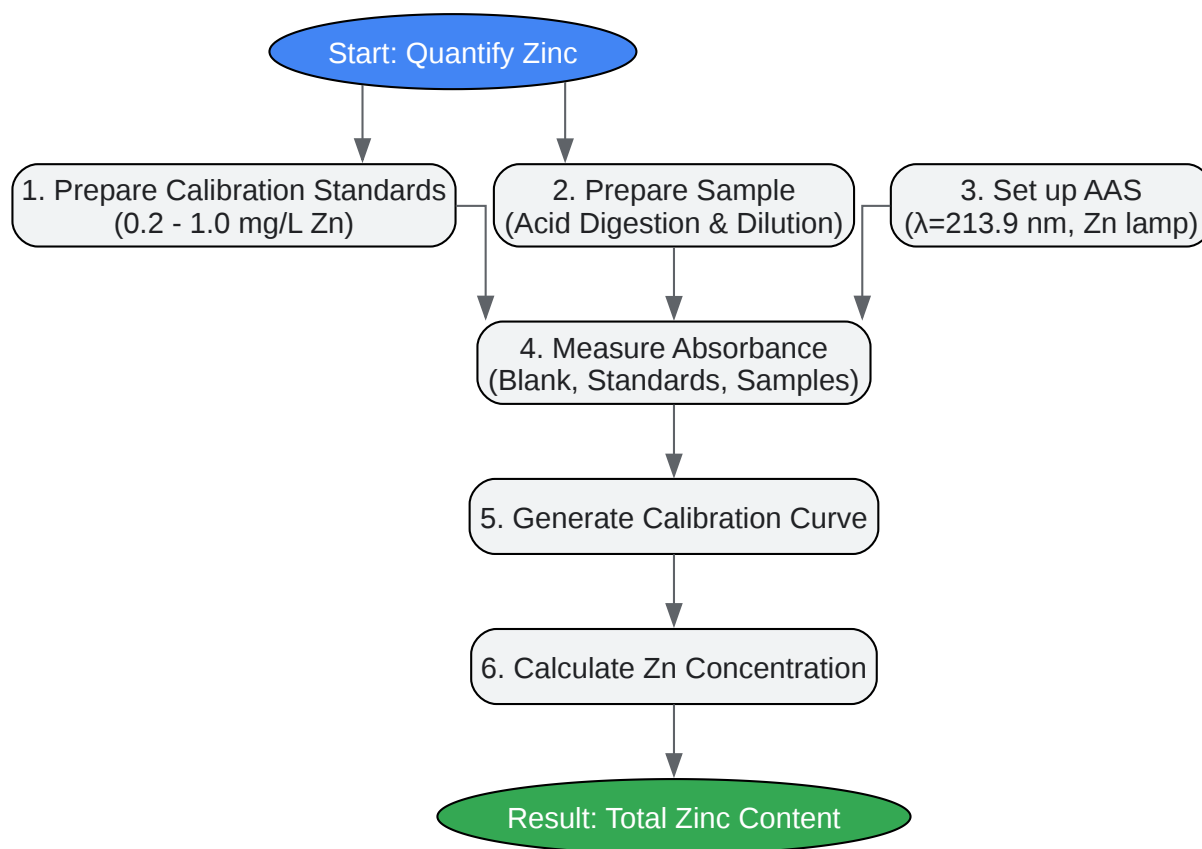 Start: Quantify Zinc
1. Prepare Calibration Standards
(0.2 - 1.0 mg/L Zn)
2. Prepare Sample
(Acid Digestion & Dilution)
3. Set up AAS
(λ=213.9 nm, Zn lamp)
4. Measure Absorbance
(Blank, Standards, Samples)
5. Generate Calibration Curve
6. Calculate Zn Concentration
Result: Total Zinc Content